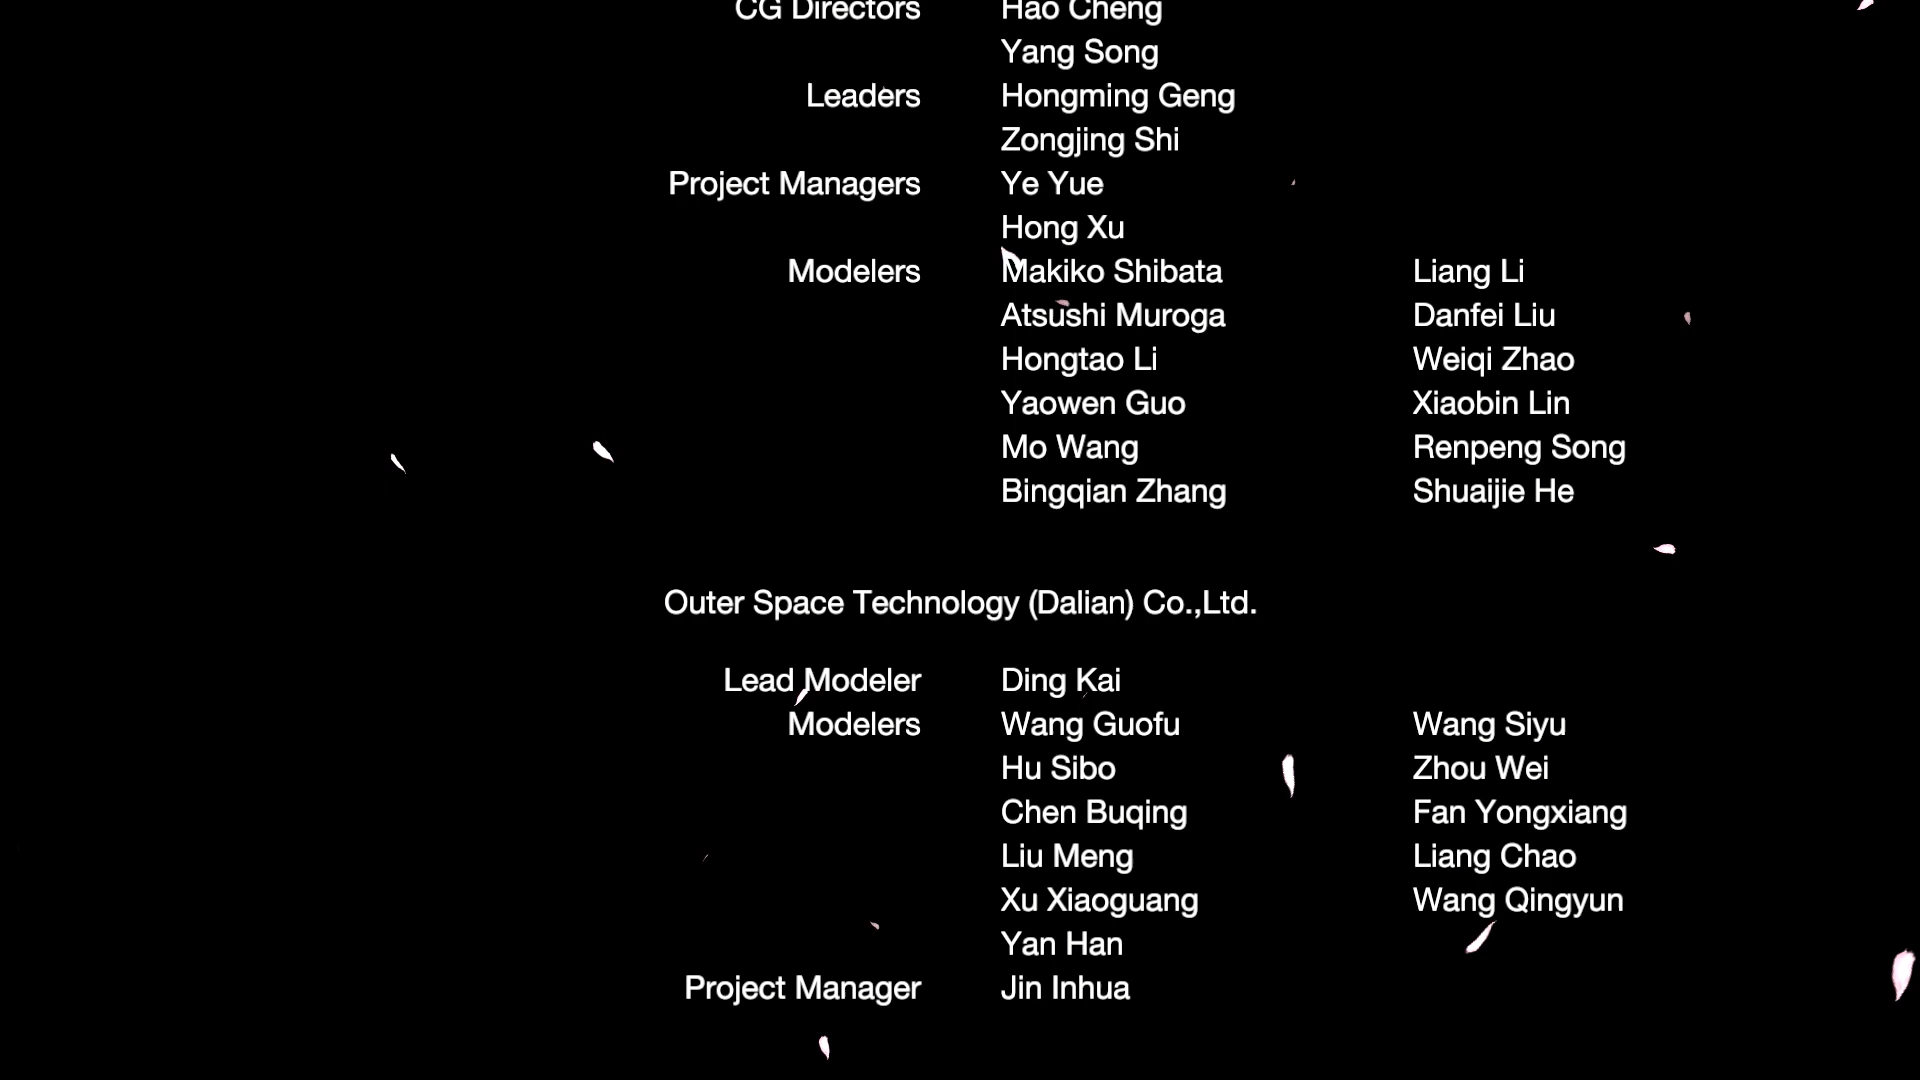 CG Directors Hao Cheng
Yang Song
Leaders Hongming Geng
Zongjing Shi
Project Managers Ye Yue
Hong Xu
Modelers Makiko Shibata Liang Li
Atsushi Muroga Danfei Liu
Hongtao Li Weiqi Zhao
Yaowen Guo Xiaobin Lin
Mo Wang Renpeng Song
Bingqian Zhang Shuaijie He
Outer Space Technology (Dalian) Co.,Ltd.
Lead Modeler Ding Kai
Modelers Wang Guofu Wang Siyu
Hu Sibo Zhou Wei
Chen Buqing Fan Yongxiang
Liu Meng Liang Chao
Xu Xiaoguang Wang Qingyun
Yan Han
Project Manager Jin Inhua